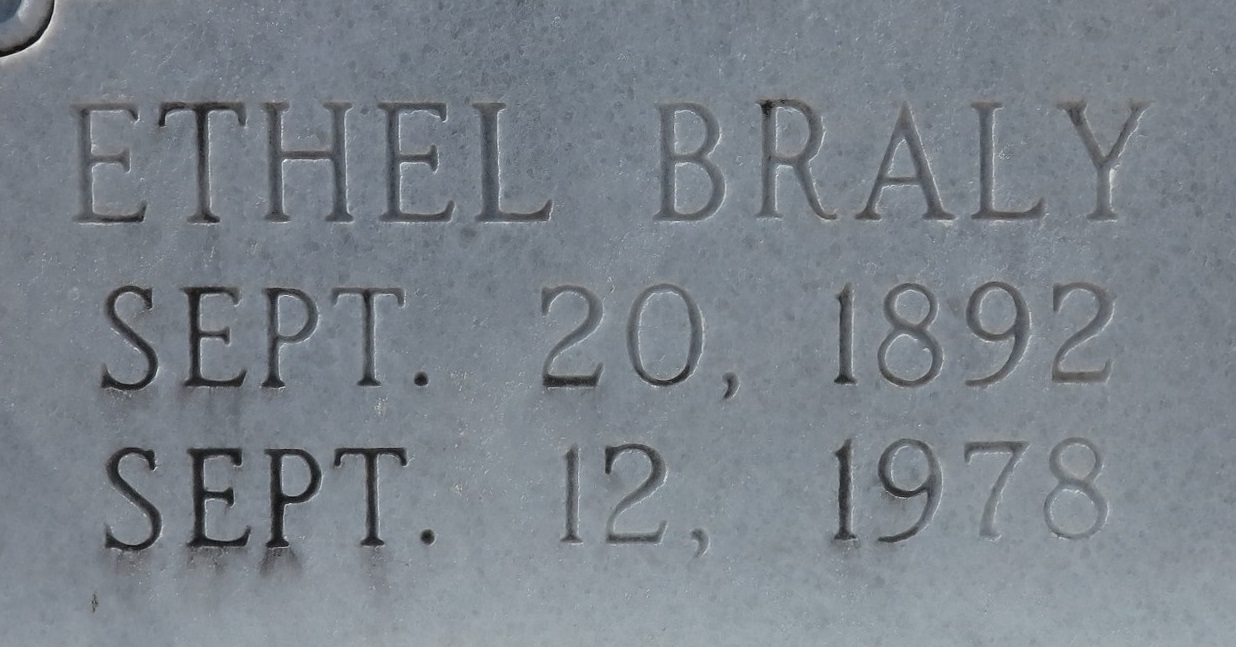 ETHEL BRALY
SEPT. 20, 1892
SEPT. 12, 1978